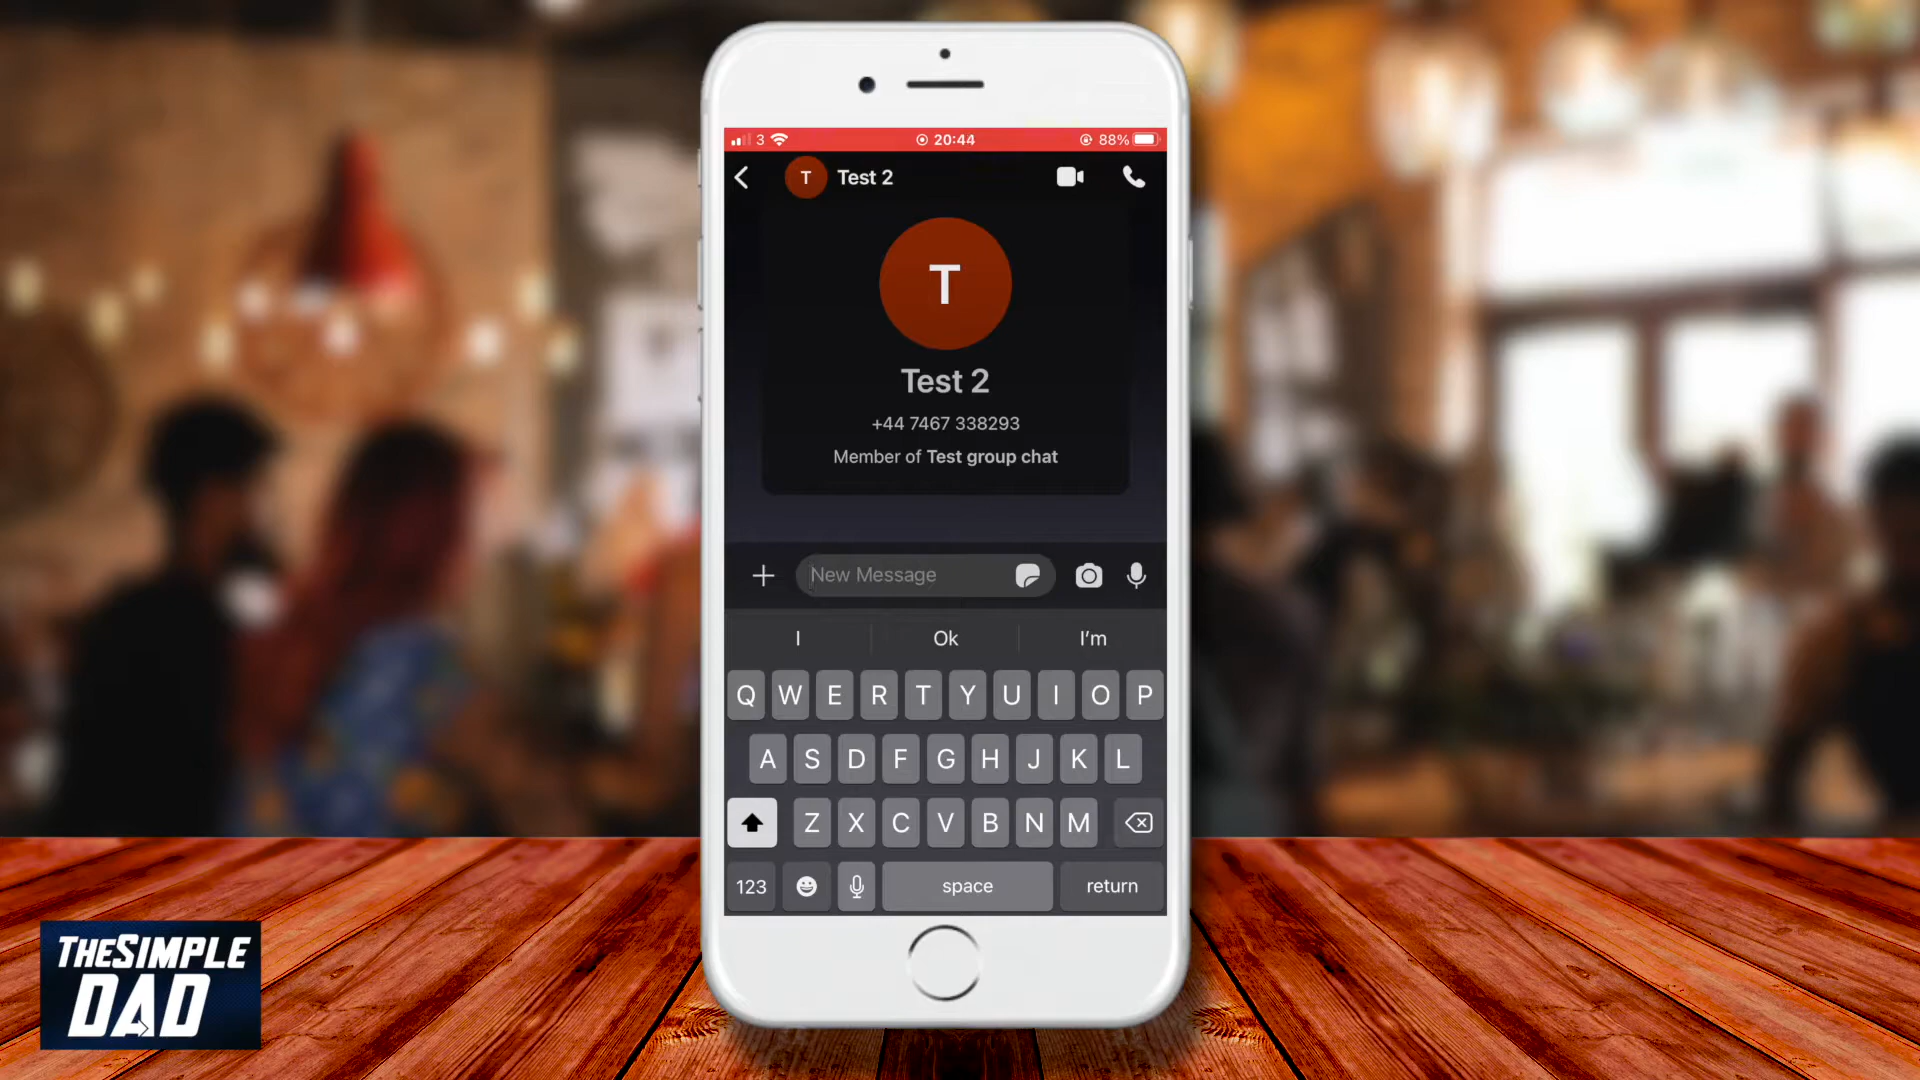 3 20:44 88%
T Test 2
T
Test 2
+44 7467 338293
Member of Test group chat
New Message
I Ok I'm
Q W E R T Y U I O P
A S D F G H J K L
Z X C V B N M
123 space return
THESIMPLE
DAD